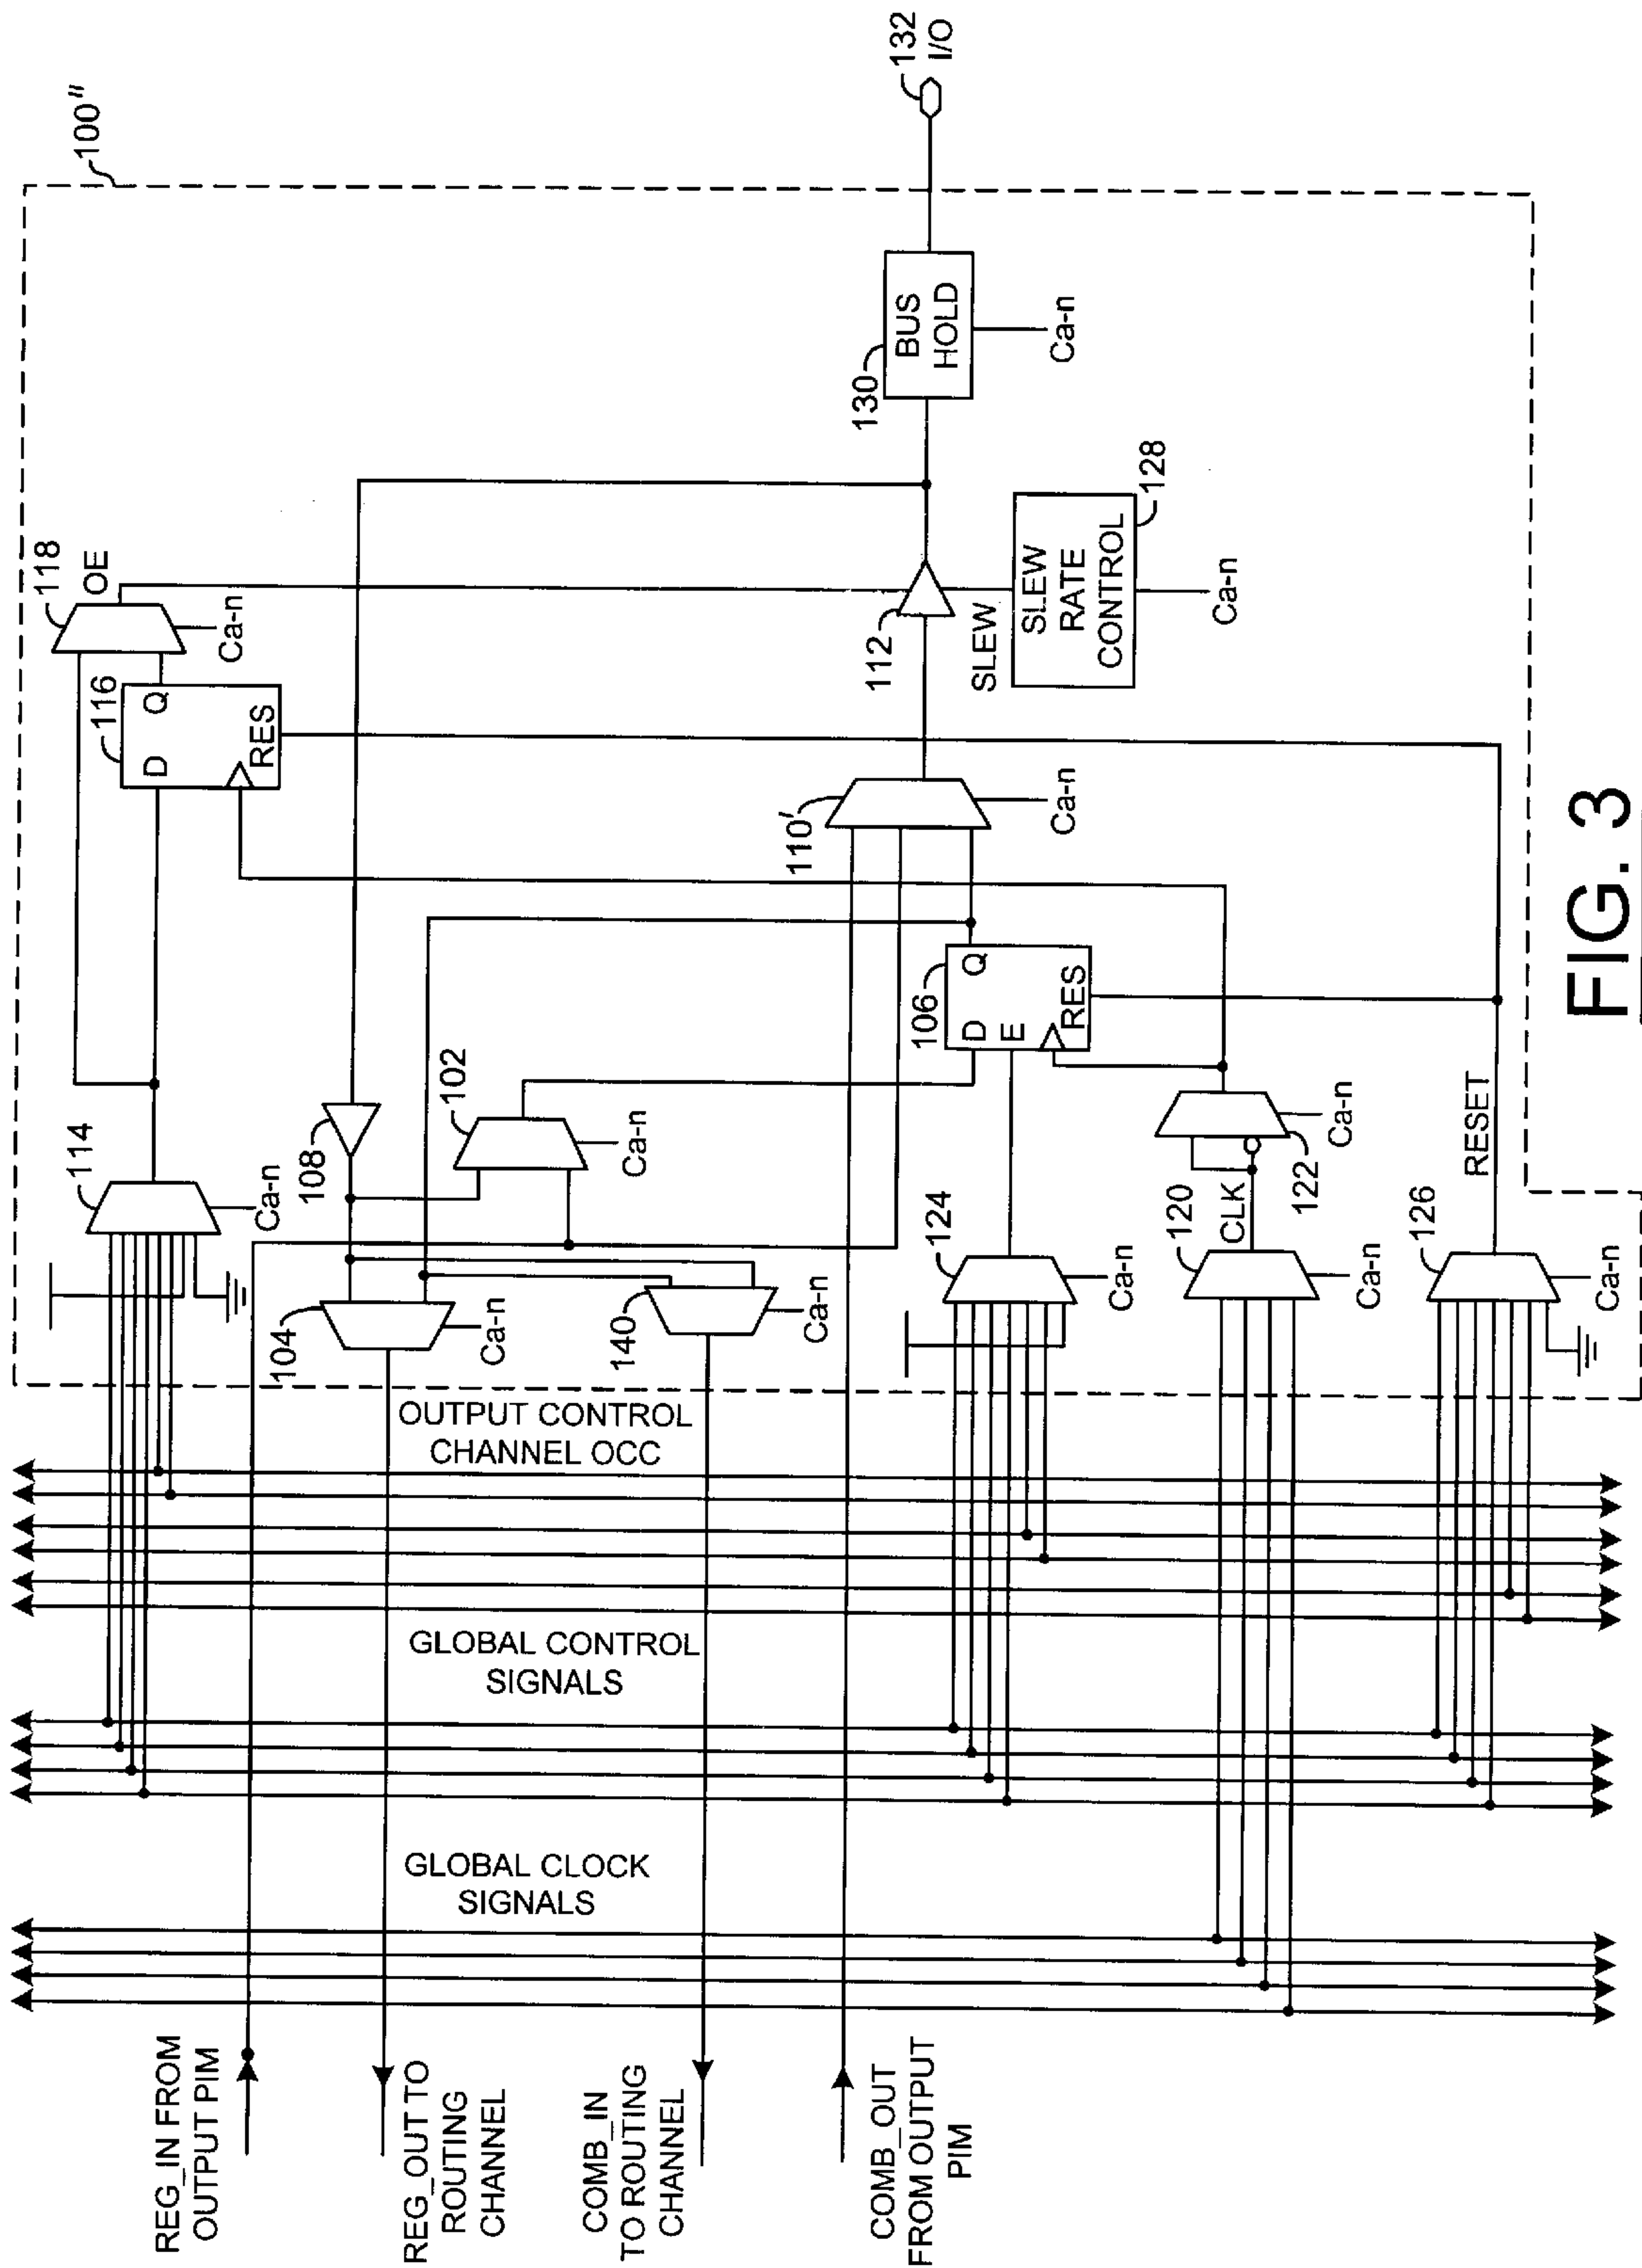 100"
118
OE
116
D
Q
RES
Ca-n
114
Ca-n
108
102
Ca-n
104
Ca-n
140
Ca-n
OUTPUT CONTROL
CHANNEL OCC
GLOBAL CONTROL
SIGNALS
GLOBAL CLOCK
SIGNALS
REG_IN FROM
OUTPUT PIM
REG_OUT TO
ROUTING
CHANNEL
COMB_IN
TO ROUTING
CHANNEL
COMB_OUT
FROM OUTPUT
PIM
110'
Ca-n
112
SLEW
SLEW
RATE
CONTROL
128
Ca-n
130
BUS
HOLD
Ca-n
132
I/O
106
D
Q
E
RES
124
Ca-n
120
CLK
Ca-n
122
Ca-n
126
RESET
Ca-n
FIG. 3